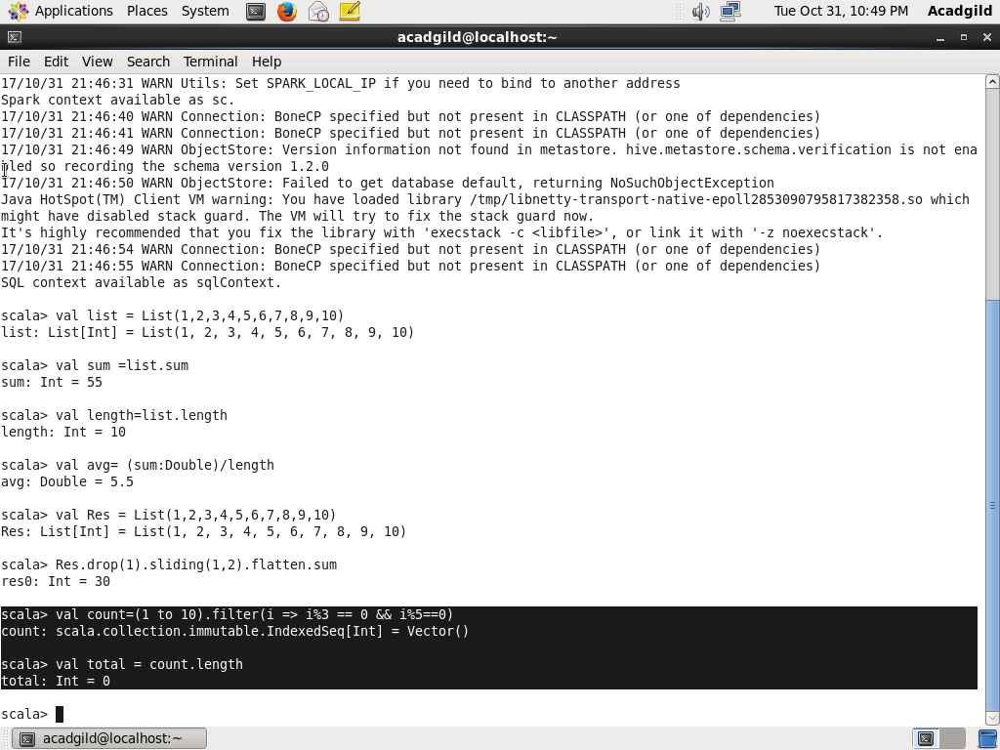 Applications Places System Tue Oct 31, 10:49 PM Acadgild
acadgild@localhost:~
File Edit View Search Terminal Help
17/10/31 21:46:31 WARN Utils: Set SPARK_LOCAL_IP if you need to bind to another address
Spark context available as sc.
17/10/31 21:46:40 WARN Connection: BoneCP specified but not present in CLASSPATH (or one of dependencies)
17/10/31 21:46:41 WARN Connection: BoneCP specified but not present in CLASSPATH (or one of dependencies)
17/10/31 21:46:49 WARN ObjectStore: Version information not found in metastore. hive.metastore.schema.verification is not ena
bled so recording the schema version 1.2.0
17/10/31 21:46:50 WARN ObjectStore: Failed to get database default, returning NoSuchObjectException
Java HotSpot(TM) Client VM warning: You have loaded library /tmp/libnetty-transport-native-epoll2853090795817382358.so which
might have disabled stack guard. The VM will try to fix the stack guard now.
It's highly recommended that you fix the library with 'execstack -c <libfile>', or link it with '-z noexecstack'.
17/10/31 21:46:54 WARN Connection: BoneCP specified but not present in CLASSPATH (or one of dependencies)
17/10/31 21:46:55 WARN Connection: BoneCP specified but not present in CLASSPATH (or one of dependencies)
SQL context available as sqlContext.
scala> val list = List(1,2,3,4,5,6,7,8,9,10)
list: List[Int] = List(1, 2, 3, 4, 5, 6, 7, 8, 9, 10)
scala> val sum =list.sum
sum: Int = 55
scala> val length=list.length
length: Int = 10
scala> val avg= (sum:Double)/length
avg: Double = 5.5
scala> val Res = List(1,2,3,4,5,6,7,8,9,10)
Res: List[Int] = List(1, 2, 3, 4, 5, 6, 7, 8, 9, 10)
scala> Res.drop(1).sliding(1,2).flatten.sum
res0: Int = 30
scala> val count=(1 to 10).filter(i => i%3 == 0 && i%5==0)
count: scala.collection.immutable.IndexedSeq[Int] = Vector()
scala> val total = count.length
total: Int = 0
scala>
acadgild@localhost:~